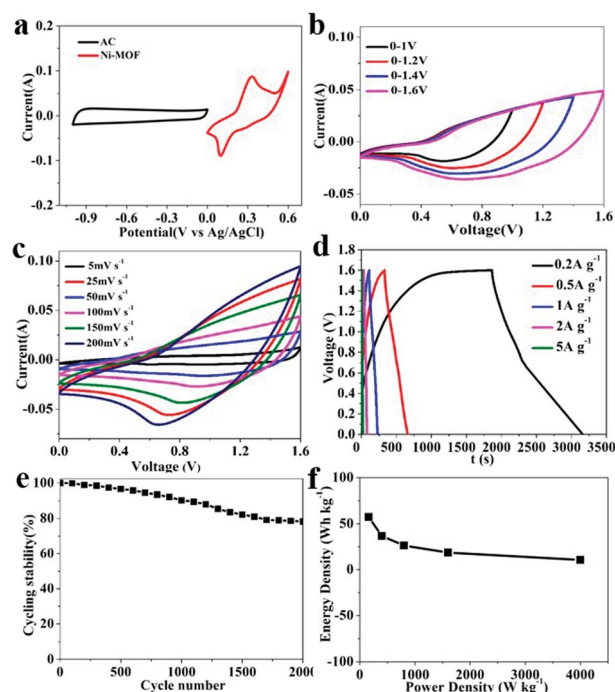 a
AC
Ni-MOF
Current(A)
0.2
0.1
0.0
-0.1
-0.2
-0.9 -0.6 -0.3 0.0 0.3 0.6
Potential(V vs Ag/AgCl)
b
0-1V
0-1.2V
0-1.4V
0-1.6V
Current(A)
0.05
0.00
-0.05
0.0 0.4 0.8 1.2 1.6
Voltage(V)
c
5mV s⁻¹
25mV s⁻¹
50mV s⁻¹
100mV s⁻¹
150mV s⁻¹
200mV s⁻¹
Current(A)
0.10
0.05
0.00
-0.05
0.0 0.4 0.8 1.2 1.6
Voltage (V)
d
0.2A g⁻¹
0.5A g⁻¹
1A g⁻¹
2A g⁻¹
5A g⁻¹
Voltage (V)
1.8
1.6
1.4
1.2
1.0
0.8
0.6
0.4
0.2
0.0
0 500 1000 1500 2000 2500 3000 3500
t (s)
e
Cycling stability(%)
100
80
60
40
20
0
0 500 1000 1500 2000
Cycle number
f
Energy Density (Wh kg⁻¹)
100
50
0
-50
-100
0 1000 2000 3000 4000
Power Density (W kg⁻¹)